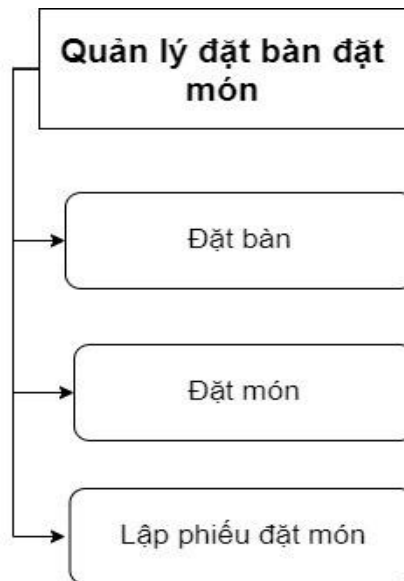 Quản lý đặt bàn đặt
món
Đặt bàn
Đặt món
Lập phiếu đặt món